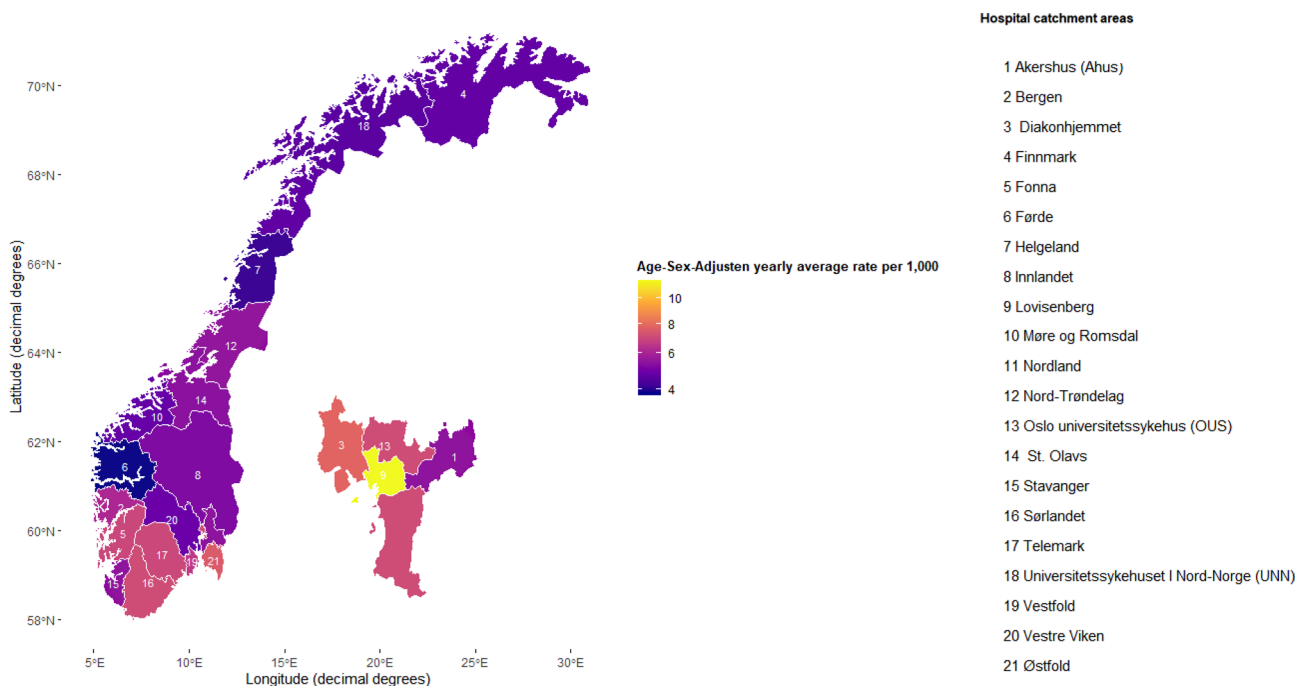 Hospital catchment areas
1 Akershus (Ahus)
2 Bergen
3 Diakonhjemmet
4 Finnmark
5 Fonna
6 Førde
7 Helgeland
8 Innlandet
9 Lovisenberg
10 Møre og Romsdal
11 Nordland
12 Nord-Trøndelag
13 Oslo universitetssykehus (OUS)
14 St. Olavs
15 Stavanger
16 Sørlandet
17 Telemark
18 Universitetssykehuset I Nord-Norge (UNN)
19 Vestfold
20 Vestre Viken
21 Østfold
Age-Sex-Adjusten yearly average rate per 1,000
10
8
6
4
Latitude (decimal degrees)
70°N
68°N
66°N
64°N
62°N
60°N
58°N
5°E
10°E
15°E
20°E
25°E
30°E
Longitude (decimal degrees)
4
18
7
12
14
10
6
8
2
20
5
17
19
21
15
16
3
13
1
9